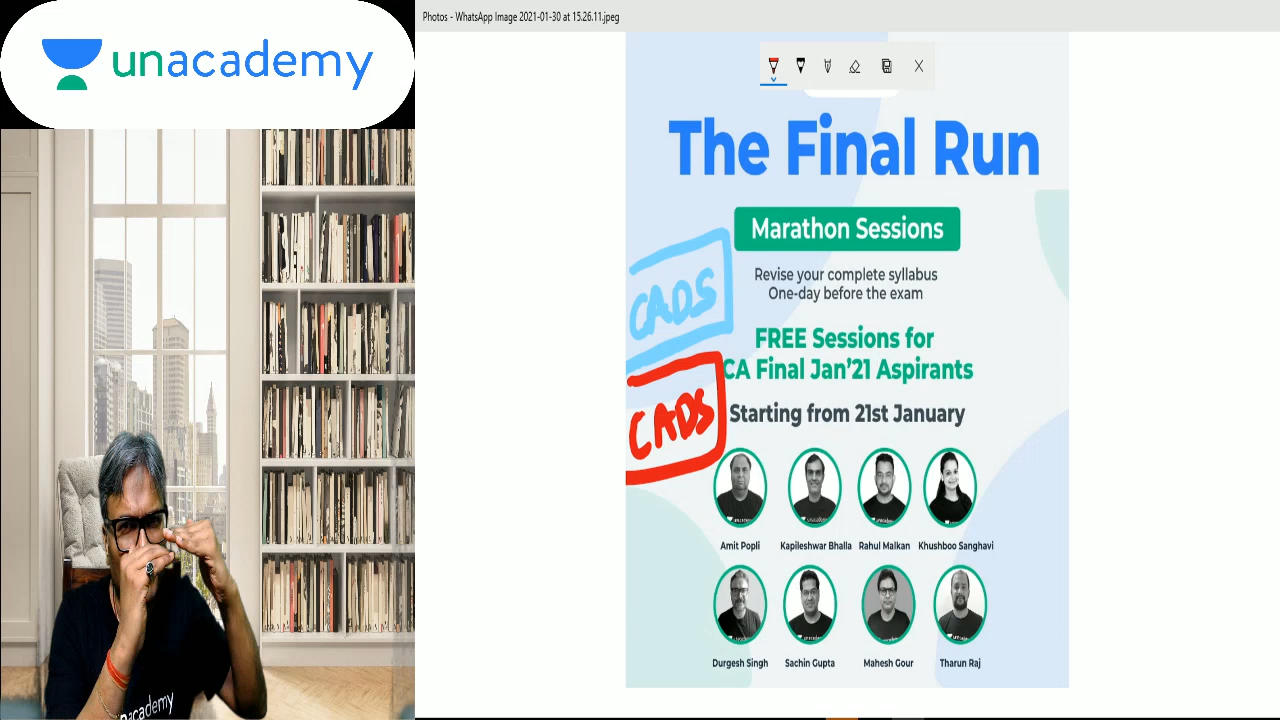 unacademy
Photos - WhatsApp Image 2021-01-30 at 15.26.11.jpeg
The Final Run
Marathon Sessions
Revise your complete syllabus
One-day before the exam
CADS
FREE Sessions for
CA Final Jan'21 Aspirants
CADS
Starting from 21st January
Amit Popli
Kapileshwar Bhalla
Rahul Malkan
Khushboo Sanghavi
Durgesh Singh
Sachin Gupta
Mahesh Gour
Tharun Raj